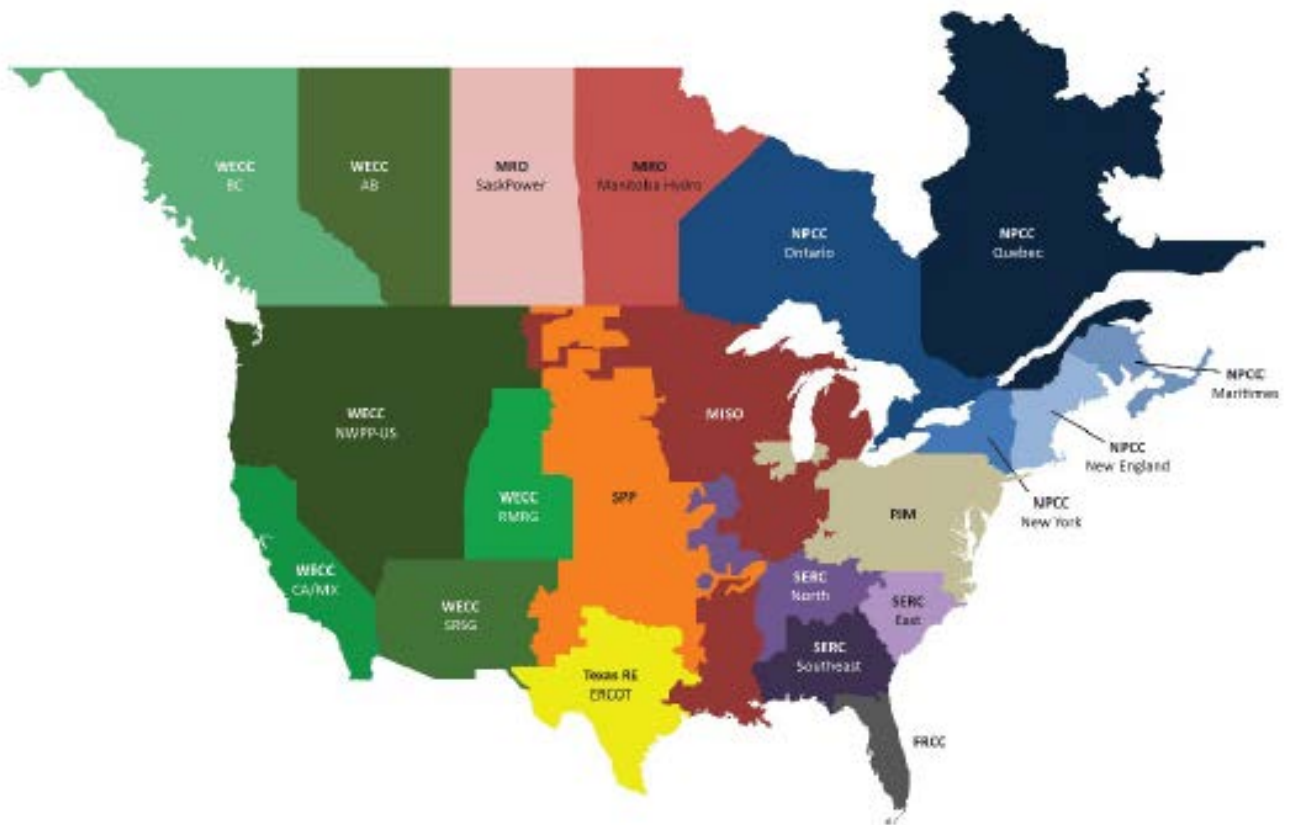 WECC
BC
WECC
AB
MRO
SaskPower
MRO
Manitoba Hydro
NPCC
Ontario
NPCC
Quebec
NPCC
Maritimes
WECC
NWPP-US
MISO
NPCC
New England
WECC
RMRG
SPP
PJM
NPCC
New York
WECC
CA/MX
WECC
SRSG
SERC
North
SERC
East
SERC
Southeast
Texas RE
ERCOT
FRCC